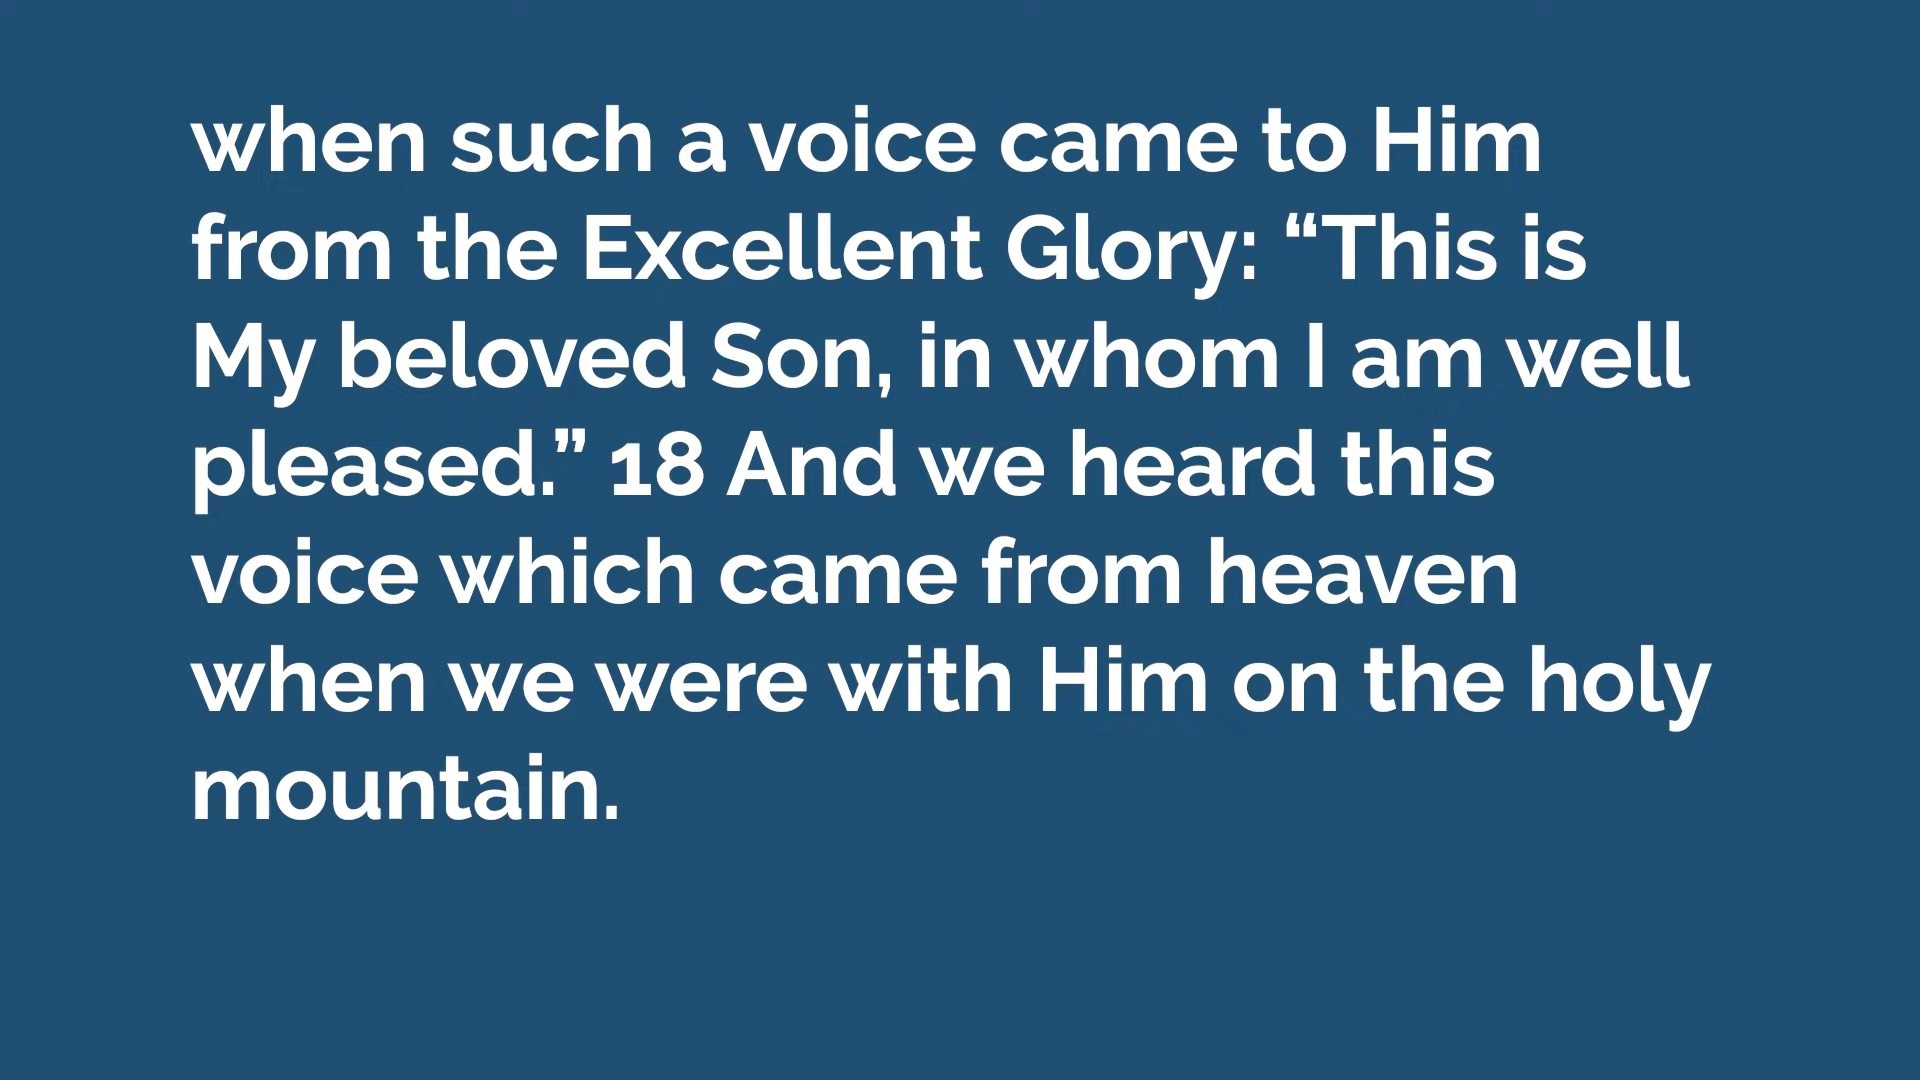 when such a voice came to Him
from the Excellent Glory: “This is
My beloved Son, in whom I am well
pleased.” 18 And we heard this
voice which came from heaven
when we were with Him on the holy
mountain.